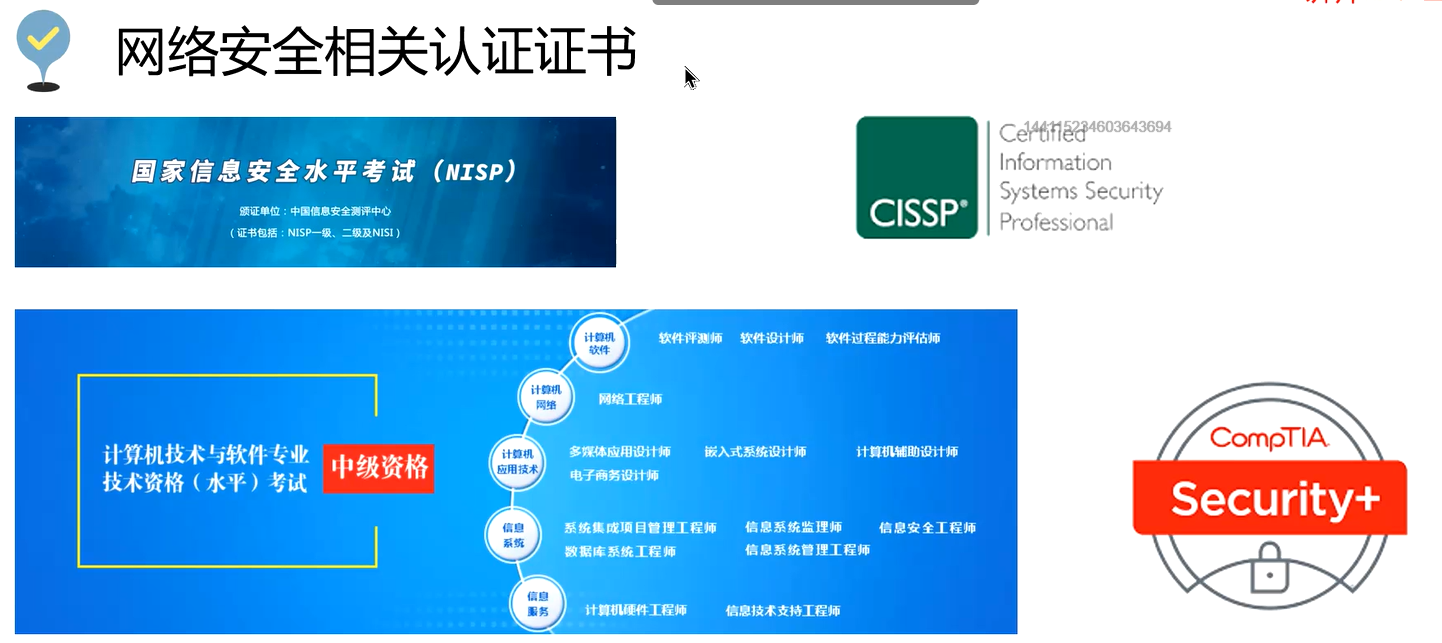 网络安全相关认证证书
国家信息安全水平考试（NISP）
颁证单位：中国信息安全测评中心
（证书包括：NISP一级、二级及NISI）
144115234603643694
CISSP®
Certified
Information
Systems Security
Professional
计算机技术与软件专业
技术资格（水平）考试
中级资格
计算机
软件
软件评测师 软件设计师 软件过程能力评估师
计算机
网络
网络工程师
计算机
应用技术
多媒体应用设计师 嵌入式系统设计师 计算机辅助设计师
电子商务设计师
信息
系统
系统集成项目管理工程师 信息系统监理师 信息安全工程师
数据库系统工程师 信息系统管理工程师
信息
服务
计算机硬件工程师 信息技术支持工程师
CompTIA.
Security+